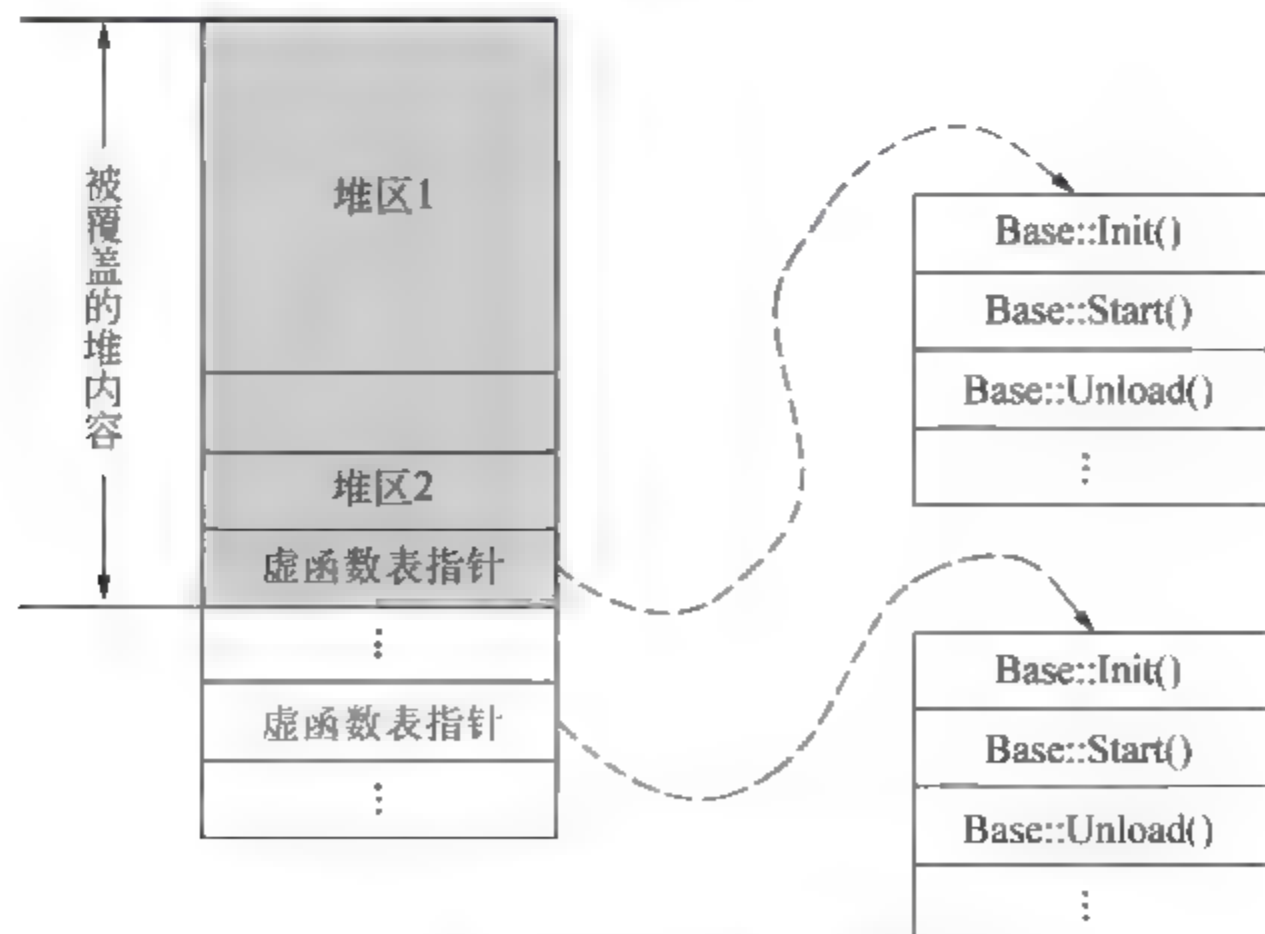 被覆盖的堆内容
堆区1
堆区2
虚函数表指针
⋮
虚函数表指针
⋮
Base::Init()
Base::Start()
Base::Unload()
⋮
Base::Init()
Base::Start()
Base::Unload()
⋮